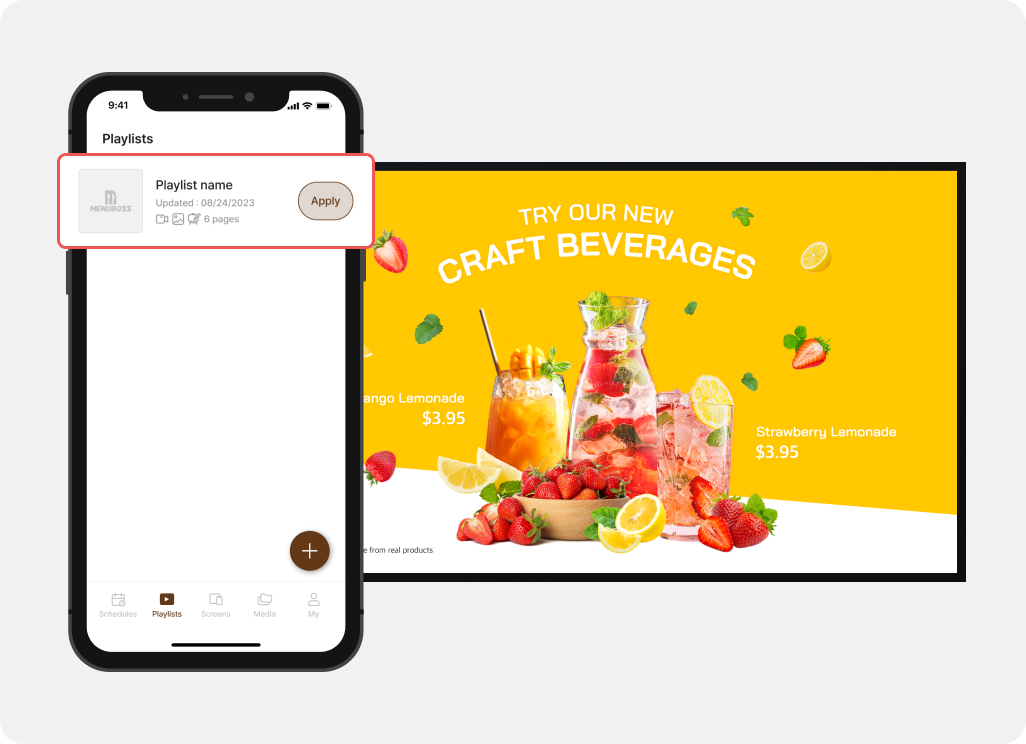 9:41
Playlists
MENUBOSS
Playlist name
Updated : 08/24/2023
6 pages
Apply
Schedules
Playlists
Screens
Media
My
TRY OUR NEW
CRAFT BEVERAGES
ango Lemonade
$3.95
Strawberry Lemonade
$3.95
e from real products